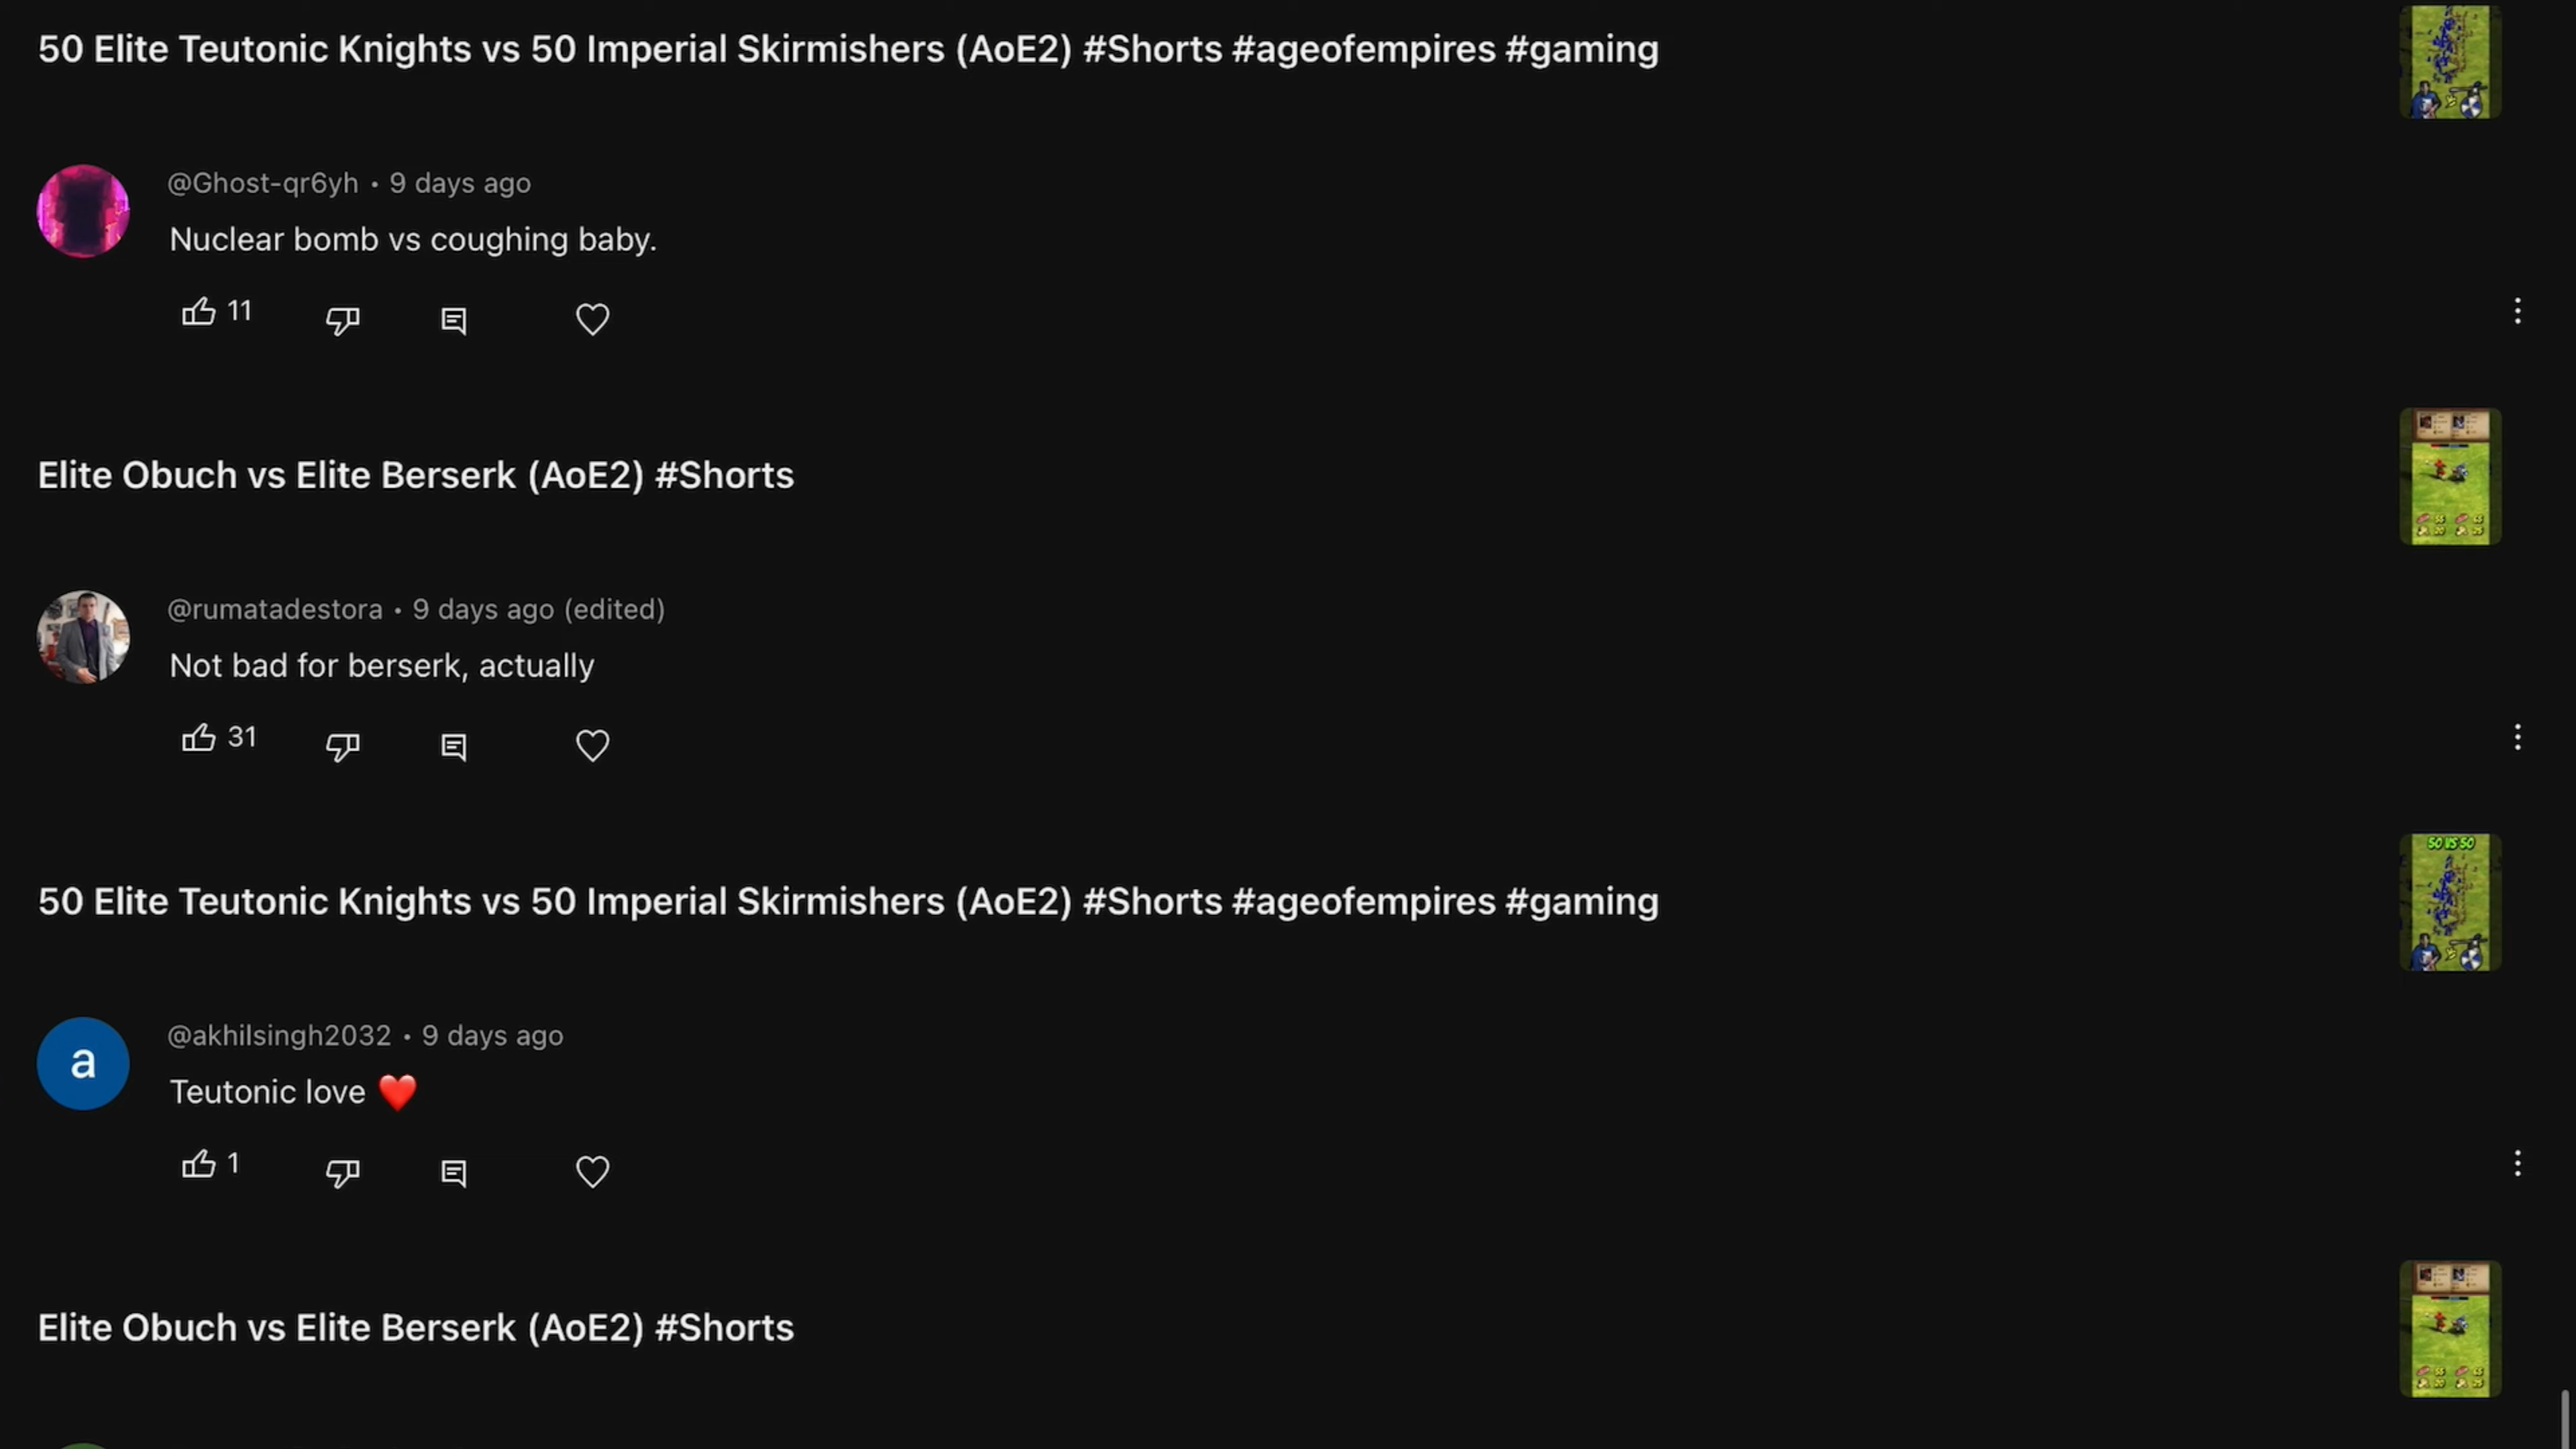 50 Elite Teutonic Knights vs 50 Imperial Skirmishers (AoE2) #Shorts #ageofempires #gaming
@Ghost-qr6yh • 9 days ago
Nuclear bomb vs coughing baby.
11
Elite Obuch vs Elite Berserk (AoE2) #Shorts
@rumatadestora • 9 days ago (edited)
Not bad for berserk, actually
31
50 VS 50
50 Elite Teutonic Knights vs 50 Imperial Skirmishers (AoE2) #Shorts #ageofempires #gaming
a
@akhilsingh2032 • 9 days ago
Teutonic love ❤️
1
Elite Obuch vs Elite Berserk (AoE2) #Shorts